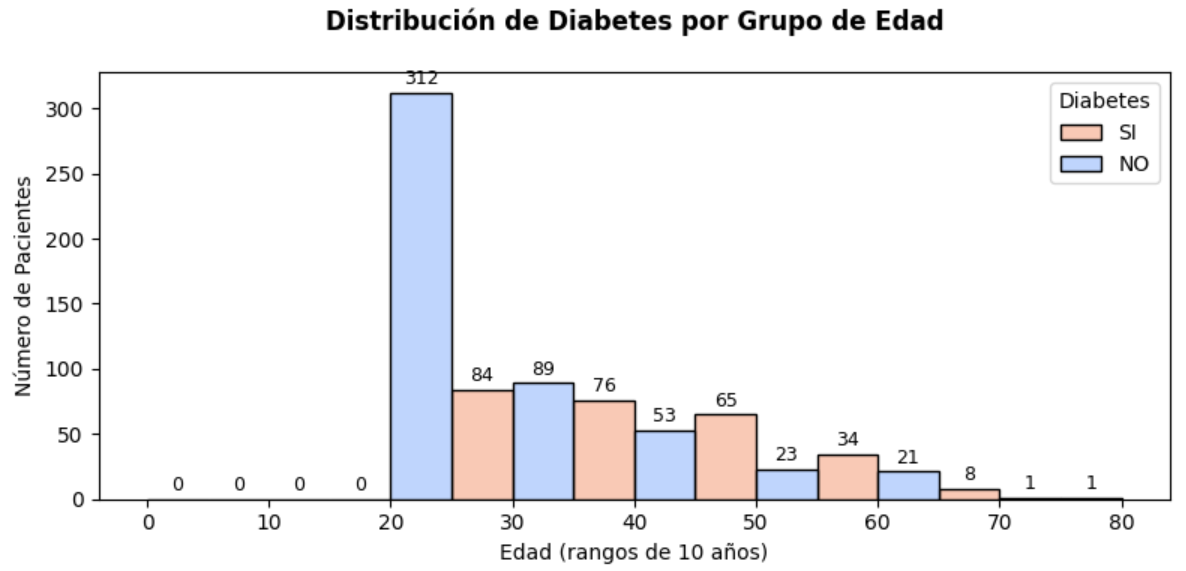 Distribución de Diabetes por Grupo de Edad
Diabetes
SI
NO
Número de Pacientes
300
250
200
150
100
50
0
0 0 0 0 312 84 89 76 53 65 23 34 21 8 1 1
0 10 20 30 40 50 60 70 80
Edad (rangos de 10 años)